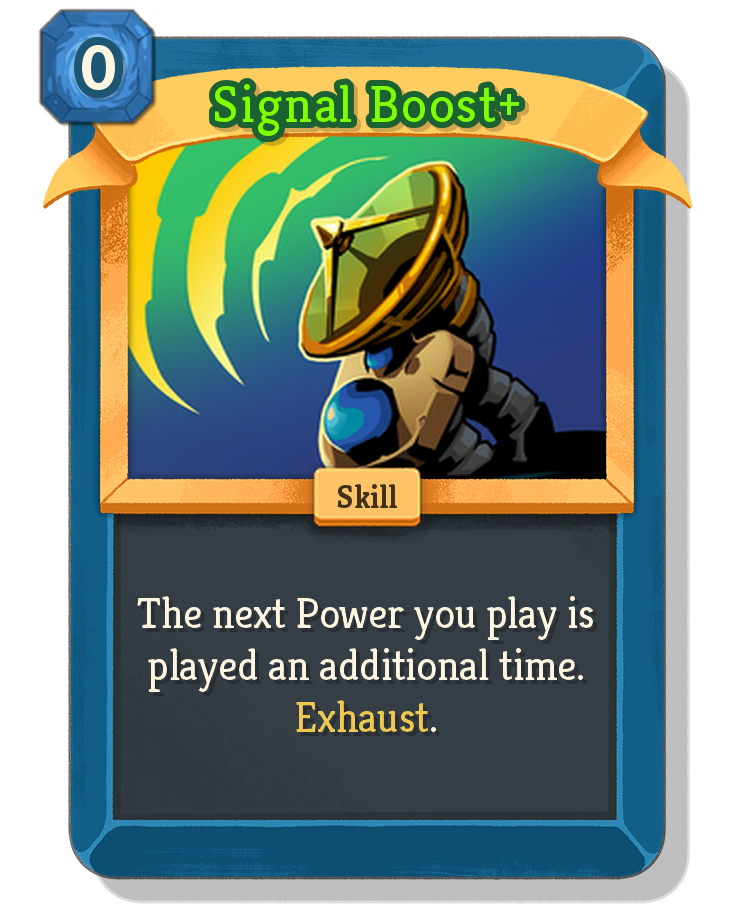 0
Signal Boost+
Skill
The next Power you play is
played an additional time.
Exhaust.